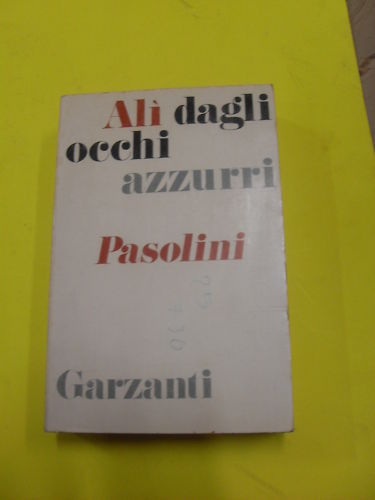 Alì dagli
occhi
azzurri
Pasolini
Garzanti